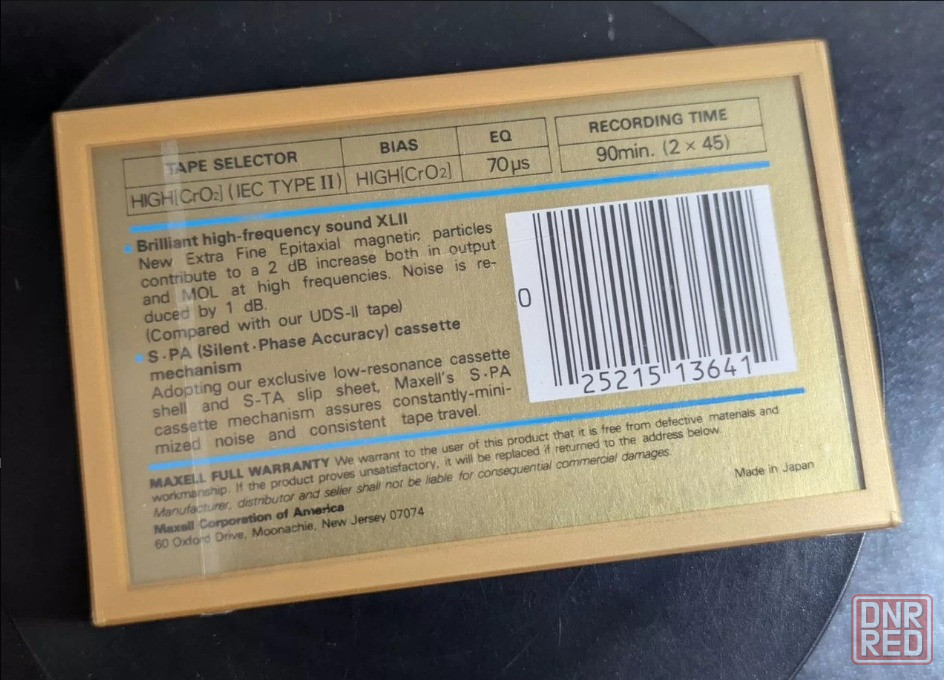 TAPE SELECTOR BIAS EQ RECORDING TIME
HIGH[CrO₂] (IEC TYPE II) HIGH[CrO₂] 70µs 90min. (2 × 45)
Brilliant high-frequency sound XLII
New Extra Fine Epitaxial magnetic particles
contribute to a 2 dB increase both in output
and MOL at high frequencies. Noise is re-
duced by 1 dB.
(Compared with our UDS-II tape)
S·PA (Silent·Phase Accuracy) cassette
mechanism
Adopting our exclusive low-resonance cassette
shell and S-TA slip sheet, Maxell's S·PA
cassette mechanism assures constantly-mini-
mized noise and consistent tape travel.
0
25215 13641
MAXELL FULL WARRANTY We warrant to the user of this product that it is free from defective materials and
workmanship. If the product proves unsatisfactory, it will be replaced if returned to the address below.
Manufacturer, distributor and seller shall not be liable for consequential commercial damages.
Maxell Corporation of America
60 Oxford Drive, Moonachie, New Jersey 07074
Made in Japan
DNR
RED